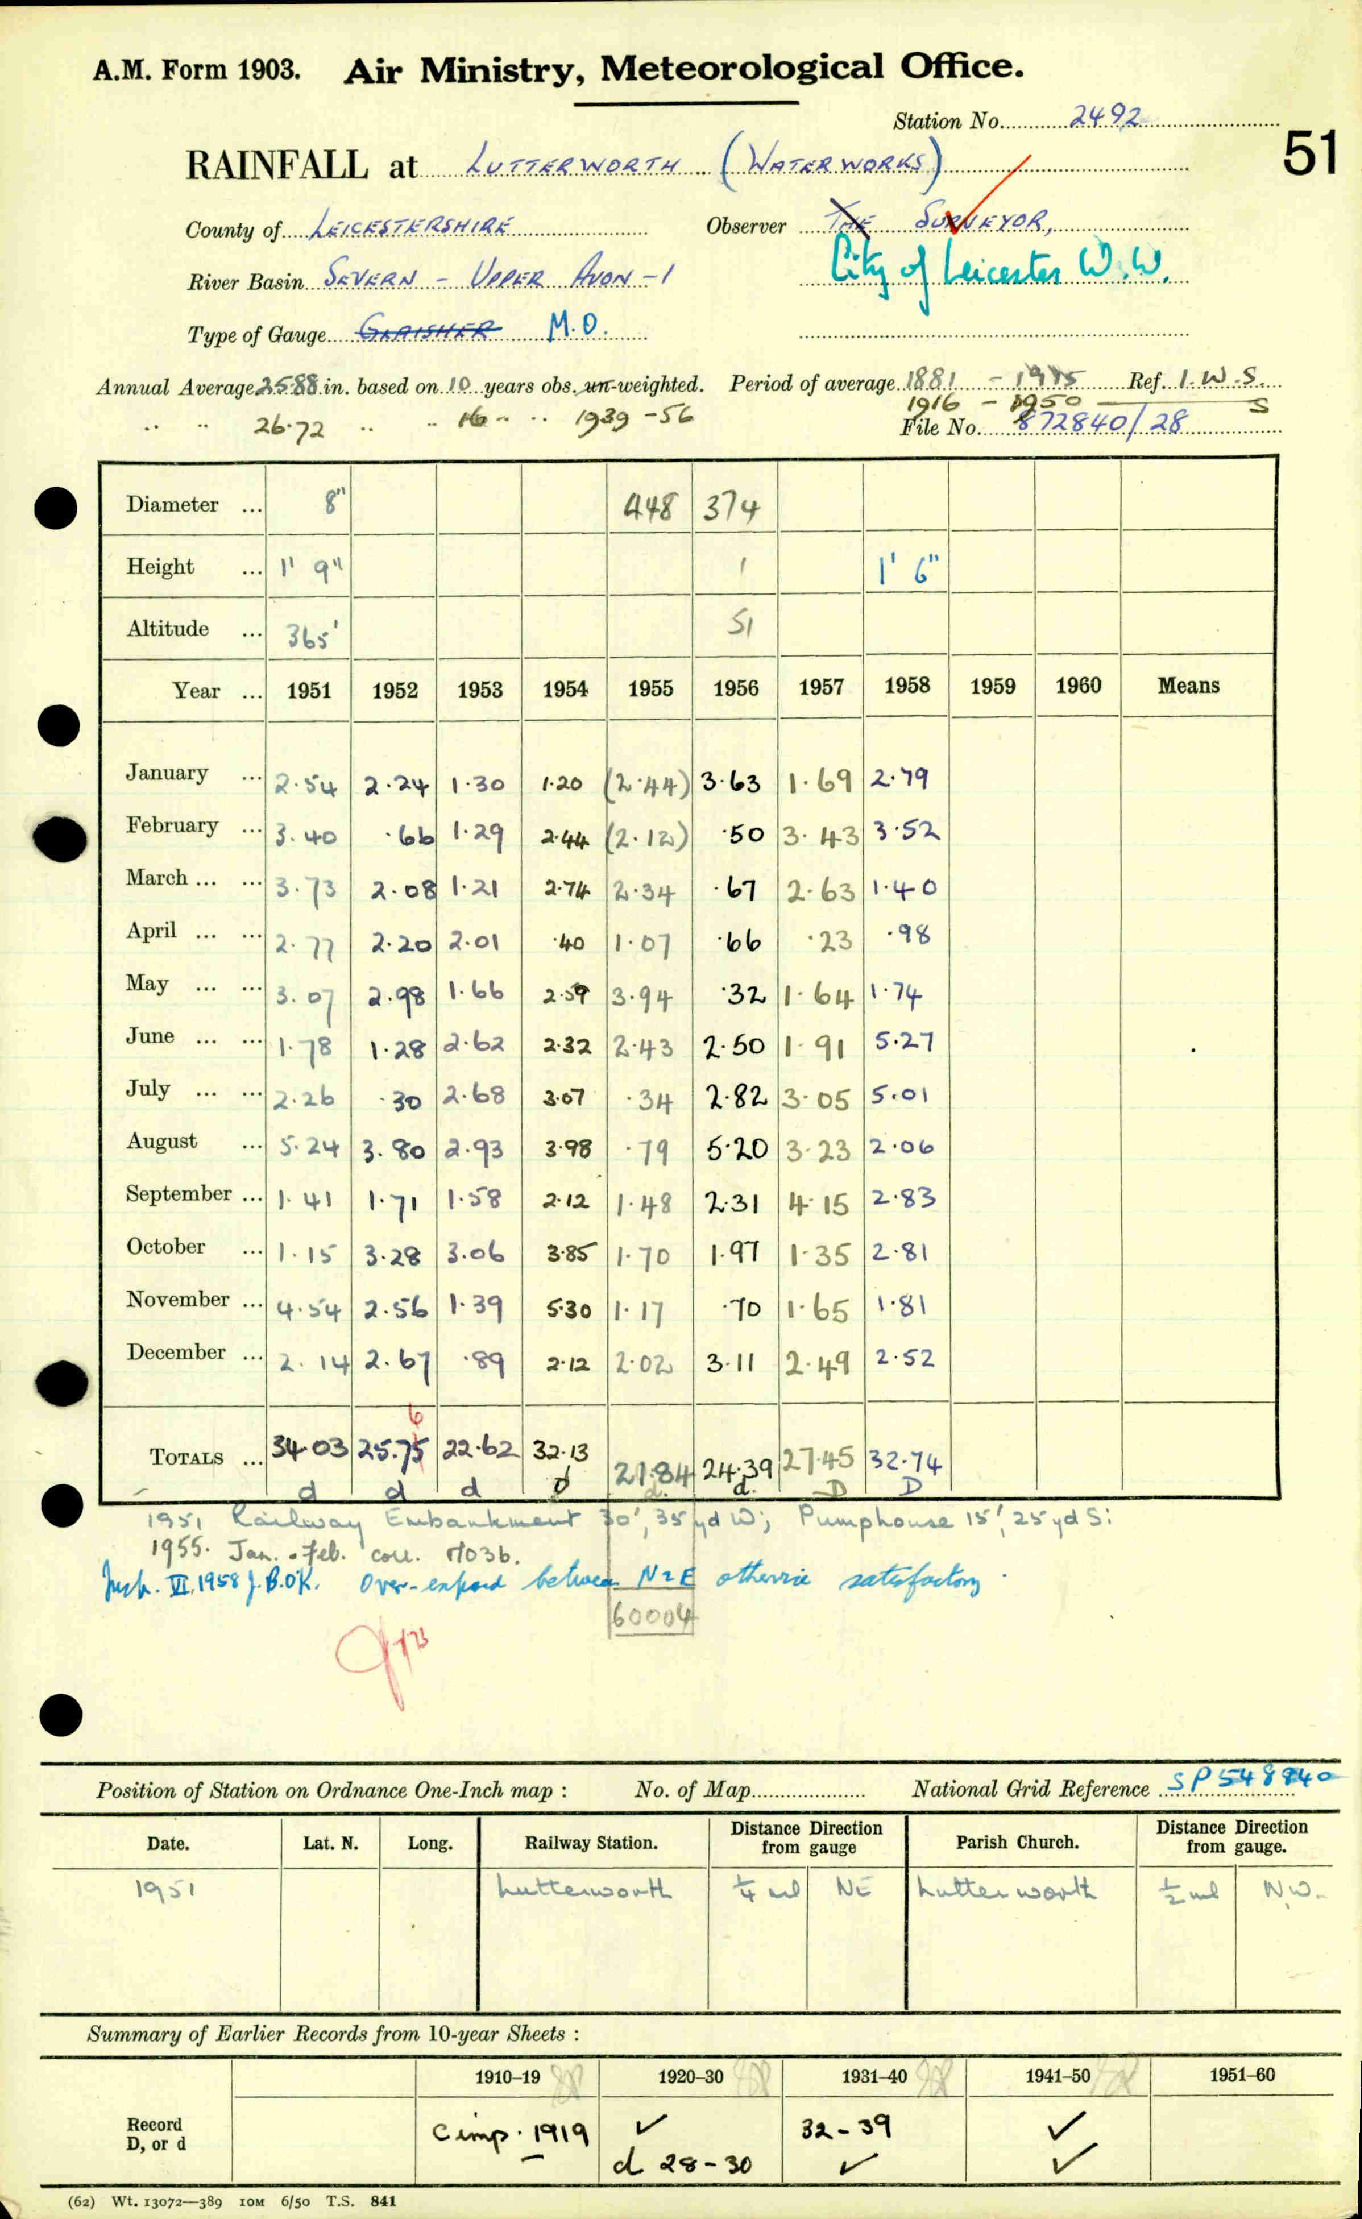 A.M. Form 1903. Air Ministry, Meteorological Office.
Station No. 2492
51
RAINFALL at LUTTERWORTH (WATERWORKS)
County of LEICESTERSHIRE Observer THE SURVEYOR,
City of Leicester W.W.
River Basin SEVERN - UPPER AVON - 1
Type of Gauge GLAISHER M.O.
Annual Average 25.88 in. based on 10 years obs. un-weighted. Period of average 1881 - 1915 Ref. I.W.S.
1916 - 1950 S
" " 26.72 " " 16 " " 1939-56 File No. 872840/28
Diameter ... 8" 448 374
Height ... 1' 9" 1 1' 6"
Altitude ... 365' 51
Year ... 1951 1952 1953 1954 1955 1956 1957 1958 1959 1960 Means
January ... 2.54 2.24 1.30 1.20 (2.44) 3.63 1.69 2.79
February ... 3.40 .66 1.29 2.44 (2.12) .50 3.43 3.52
March ... ... 3.73 2.08 1.21 2.74 2.34 .67 2.63 1.40
April ... ... 2.77 2.20 2.01 .40 1.07 .66 .23 .98
May ... ... 3.07 2.98 1.66 2.59 3.94 .32 1.64 1.74
June ... ... 1.78 1.28 2.62 2.32 2.43 2.50 1.91 5.27
July ... ... 2.26 .30 2.68 3.07 .34 2.82 3.05 5.01
August ... 5.24 3.80 2.93 3.98 .79 5.20 3.23 2.06
September ... 1.41 1.71 1.58 2.12 1.48 2.31 4.15 2.83
October ... 1.15 3.28 3.06 3.85 1.70 1.97 1.35 2.81
November ... 4.54 2.56 1.39 5.30 1.17 .70 1.65 1.81
December ... 2.14 2.67 .89 2.12 2.02 3.11 2.49 2.52
6
TOTALS ... 34.03 25.75 22.62 32.13 21.84 24.39 27.45 32.74
d d d d d. d. D D
1951 Railway Embankment 30', 35yd W; Pumphouse 15', 25yd S:
1955. Jan. - Feb. corr. MO3b.
Insp. VI.1958 J.B.OK. Over-exposed between N & E otherwise satisfactory.
60004
Position of Station on Ordnance One-Inch map : No. of Map National Grid Reference SP548840
Date. Lat. N. Long. Railway Station. Distance Direction from gauge Parish Church. Distance Direction from gauge.
1951 Lutterworth 1/4 ml NE Lutterworth 1/2 ml N.W.
Summary of Earlier Records from 10-year Sheets :
1910–19 1920–30 1931–40 1941–50 1951–60
Record D, or d
Cimp. 1919 ✓ 32-39 ✓
d 28-30 ✓ ✓
(62) Wt. 13072—389 10M 6/50 T.S. 841